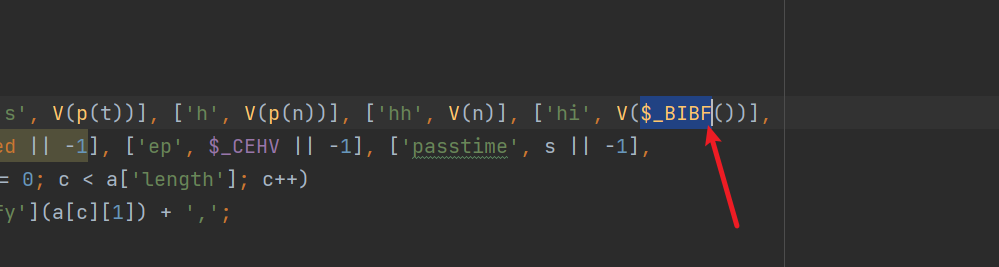 s', V(p(t))], ['h', V(p(n))], ['hh', V(n)], ['hi', V($_BIBF())],
ed || -1], ['ep', $_CEHV || -1], ['passtime', s || -1],
= 0; c < a['length']; c++)
fy'](a[c][1]) + ',';